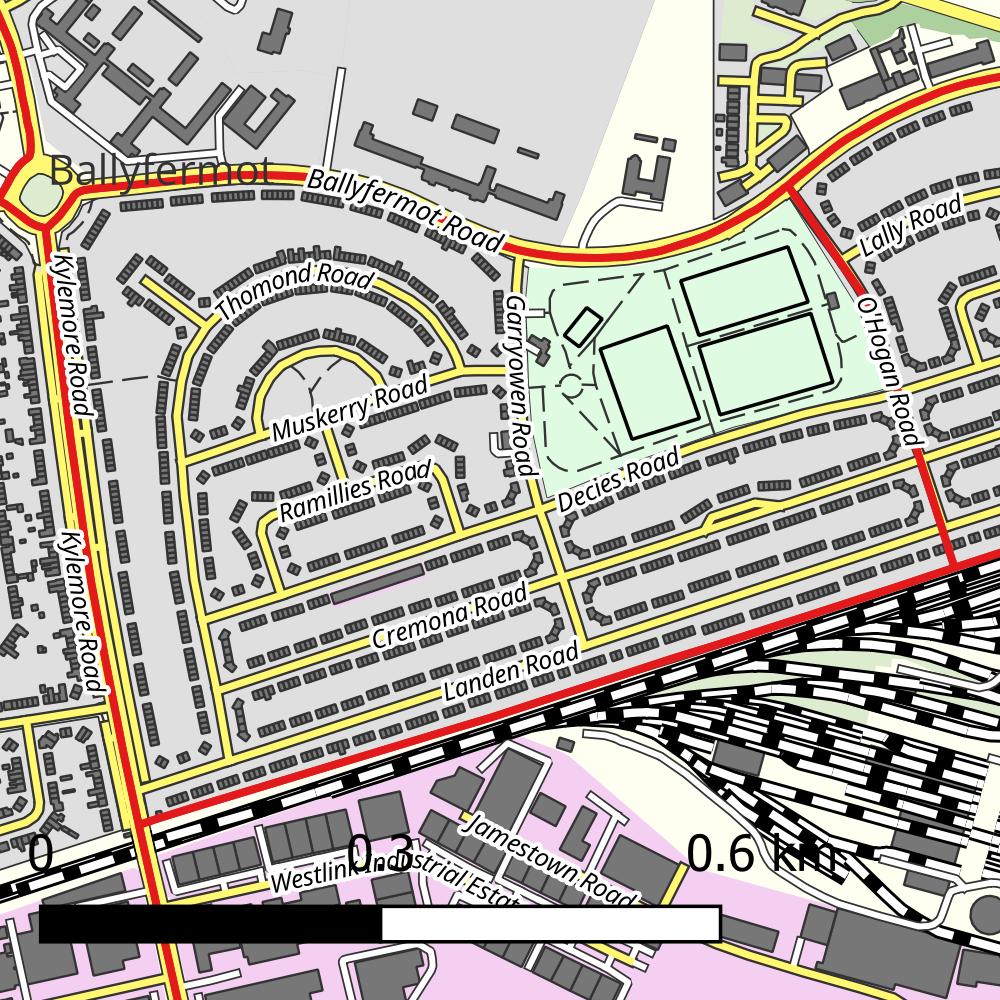 Ballyfermot
Ballyfermot Road
Lally Road
Kylemore Road
Thomond Road
Garryowen Road
O'Hogan Road
Muskerry Road
Decies Road
Ramillies Road
Kylemore Road
Cremona Road
Landen Road
Jamestown Road
Westlink Industrial Estate
0
0.3
0.6 km